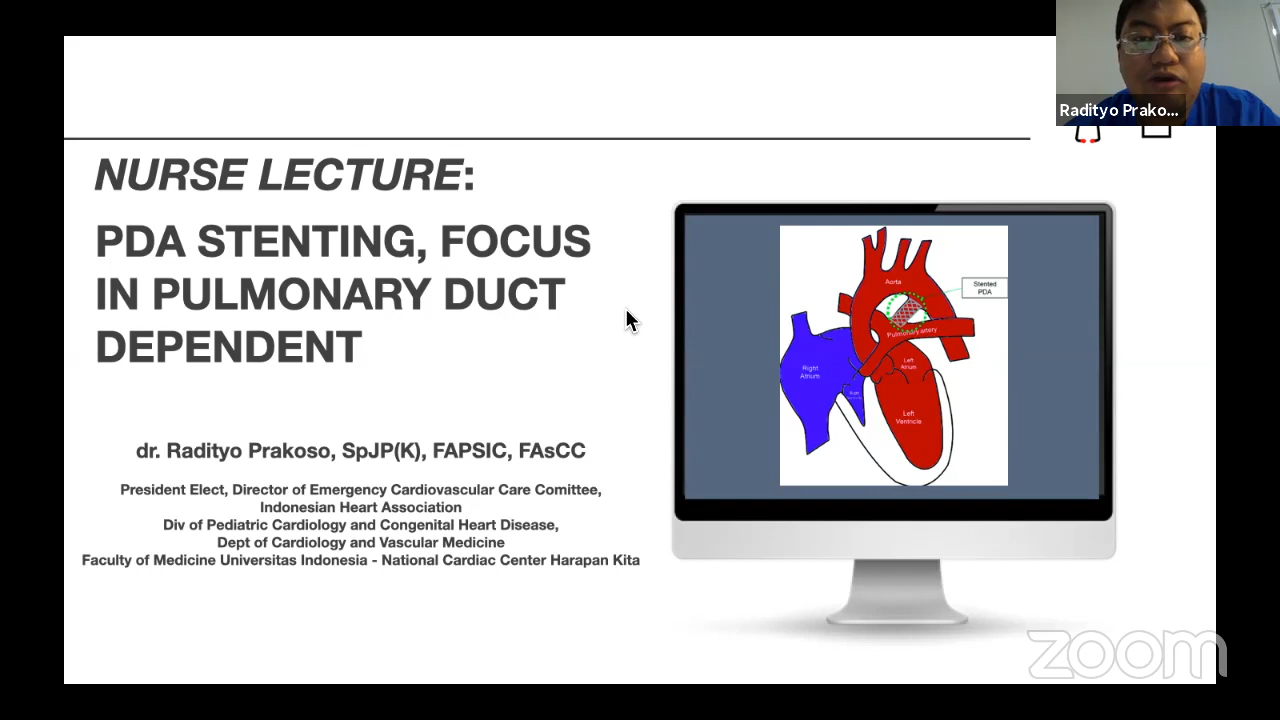 Radityo Prako...
NURSE LECTURE:
PDA STENTING, FOCUS
IN PULMONARY DUCT
DEPENDENT
dr. Radityo Prakoso, SpJP(K), FAPSIC, FAsCC
President Elect, Director of Emergency Cardiovascular Care Comittee,
Indonesian Heart Association
Div of Pediatric Cardiology and Congenital Heart Disease,
Dept of Cardiology and Vascular Medicine
Faculty of Medicine Universitas Indonesia - National Cardiac Center Harapan Kita
Aorta
Stented
PDA
Pulmonary artery
Right
Atrium
Left
Atrium
Left
Ventricle
zoom